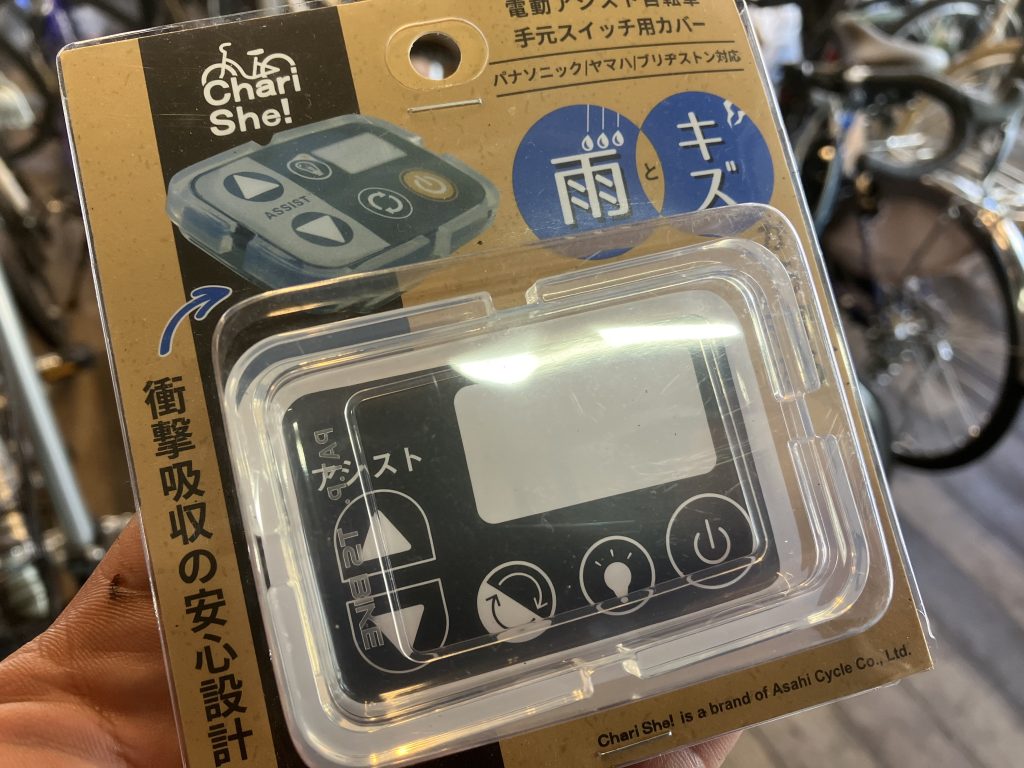 電動アシスト自転車
手元スイッチ用カバー
パナソニック/ヤマハ/ブリヂストン対応
Chari
She!
雨とキズ
ASSIST
衝撃吸収の安心設計
アシスト
Chari She! is a brand of Asahi Cycle Co., Ltd.